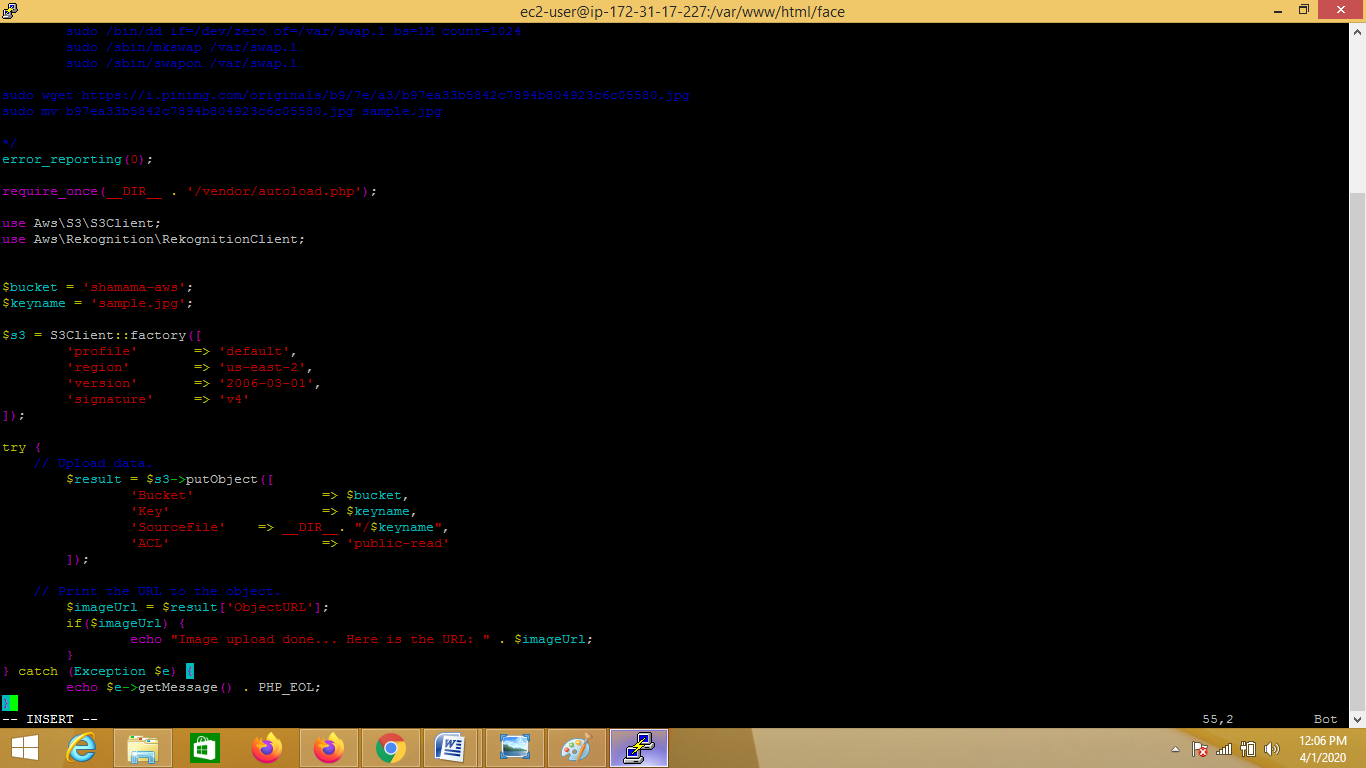 ec2-user@ip-172-31-17-227:/var/www/html/face
sudo /bin/dd if=/dev/zero of=/var/swap.1 bs=1M count=1024
sudo /sbin/mkswap /var/swap.1
sudo /sbin/swapon /var/swap.1
sudo wget https://i.pinimg.com/originals/b9/7e/a3/b97ea33b5842c7894b804923c6c05580.jpg
sudo mv b97ea33b5842c7894b804923c6c05580.jpg sample.jpg
*/
error_reporting(0);
require_once(__DIR__ . '/vendor/autoload.php');
use Aws\S3\S3Client;
use Aws\Rekognition\RekognitionClient;
$bucket = 'shamama-aws';
$keyname = 'sample.jpg';
$s3 = S3Client::factory([
'profile' => 'default',
'region' => 'us-east-2',
'version' => '2006-03-01',
'signature' => 'v4'
]);
try {
// Upload data.
$result = $s3->putObject([
'Bucket' => $bucket,
'Key' => $keyname,
'SourceFile' => __DIR__. "/$keyname",
'ACL' => 'public-read'
]);
// Print the URL to the object.
$imageUrl = $result['ObjectURL'];
if($imageUrl) {
echo "Image upload done... Here is the URL: " . $imageUrl;
}
} catch (Exception $e) {
echo $e->getMessage() . PHP_EOL;
}
-- INSERT -- 55,2 Bot
12:06 PM
4/1/2020